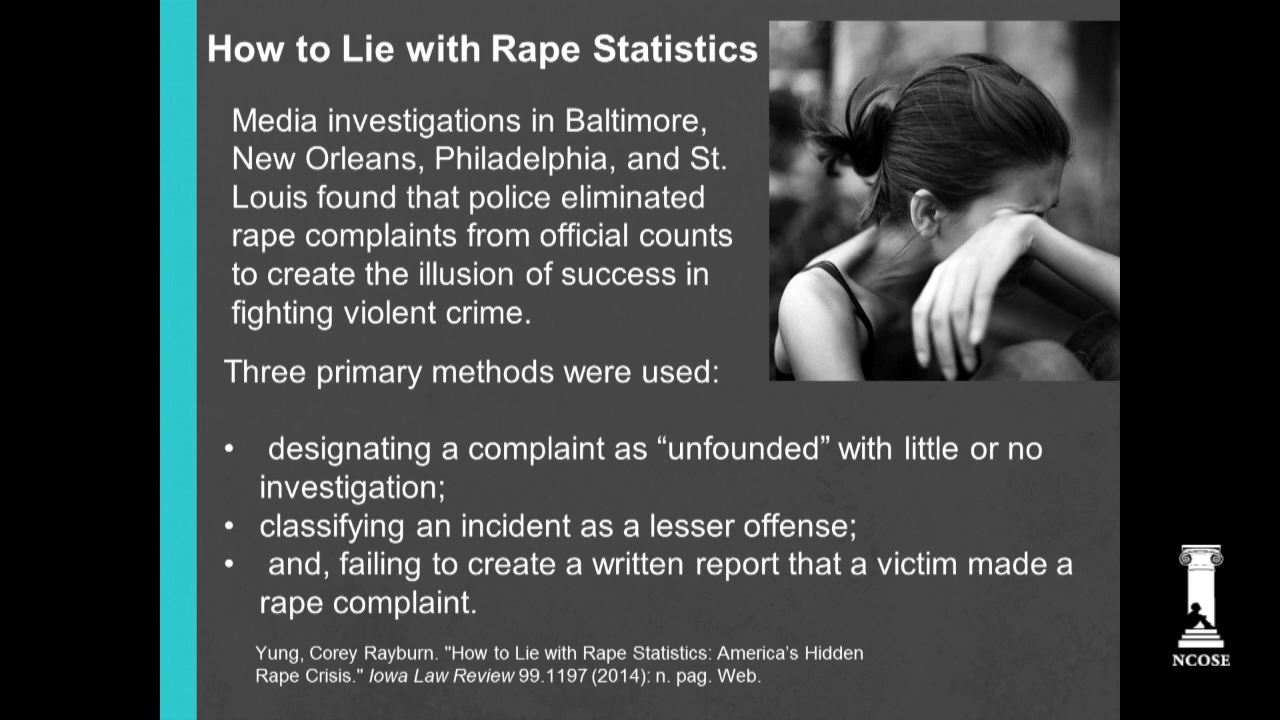 How to Lie with Rape Statistics
Media investigations in Baltimore,
New Orleans, Philadelphia, and St.
Louis found that police eliminated
rape complaints from official counts
to create the illusion of success in
fighting violent crime.
Three primary methods were used:
• designating a complaint as “unfounded” with little or no
investigation;
• classifying an incident as a lesser offense;
• and, failing to create a written report that a victim made a
rape complaint.
Yung, Corey Rayburn. "How to Lie with Rape Statistics: America’s Hidden
Rape Crisis." Iowa Law Review 99.1197 (2014): n. pag. Web.
NCOSE